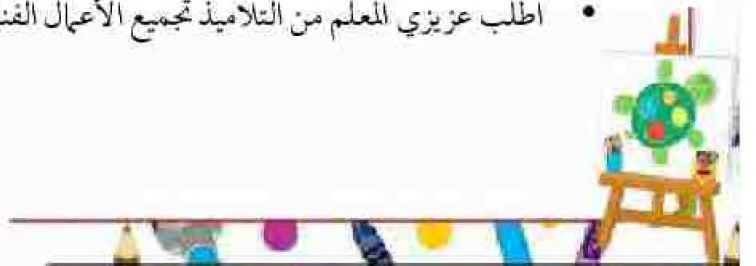 • اطلب عزيزي المعلم من التلاميذ تجميع الأعمال